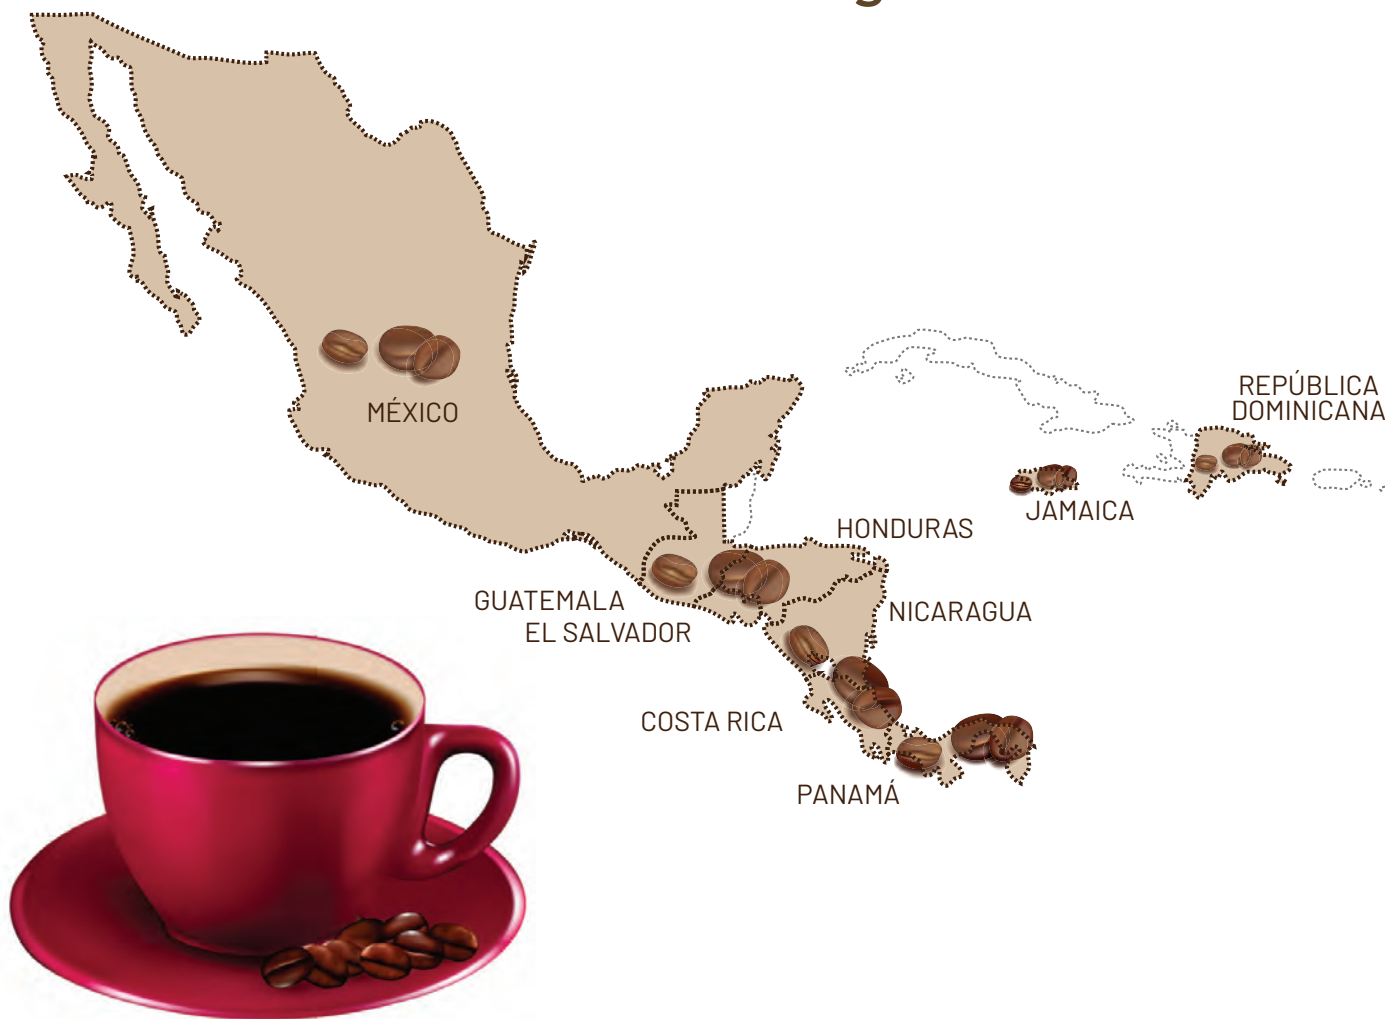 MÉXICO
REPÚBLICA
DOMINICANA
JAMAICA
HONDURAS
GUATEMALA
EL SALVADOR
NICARAGUA
COSTA RICA
PANAMÁ